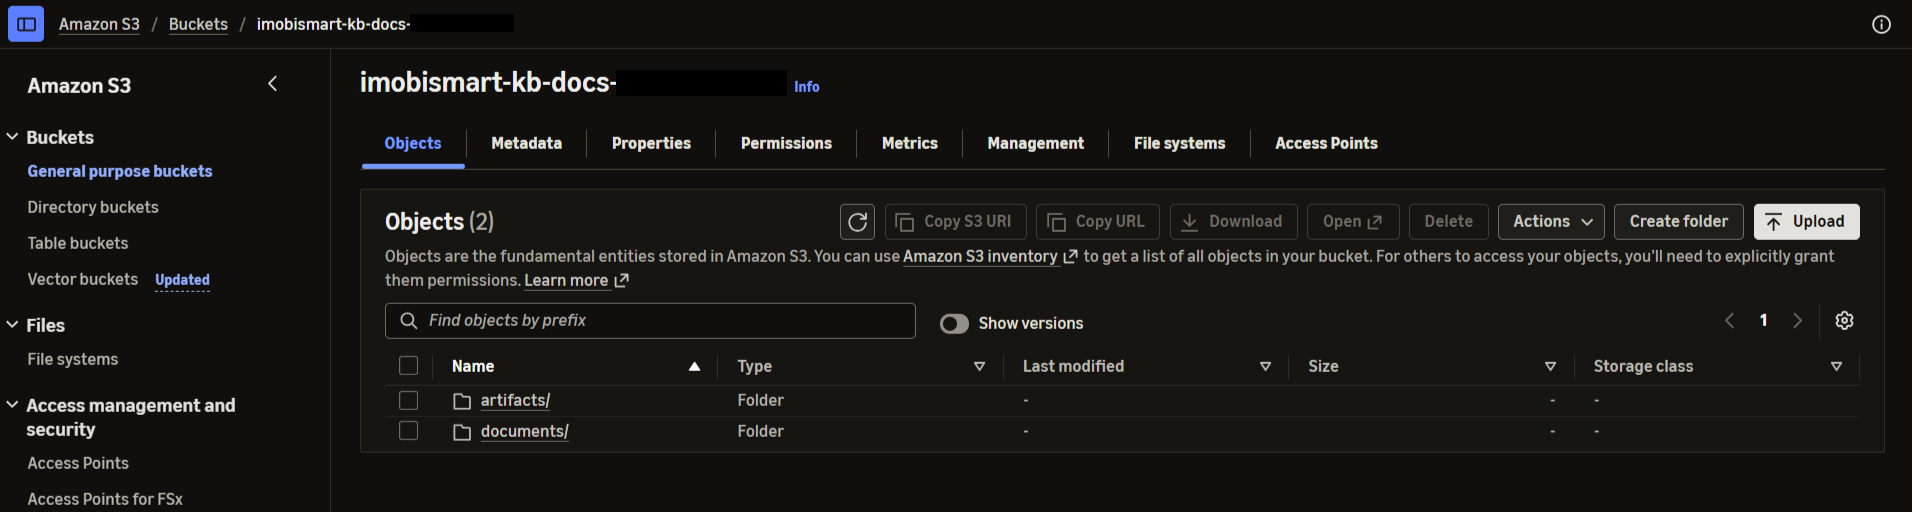 Amazon S3 / Buckets / imobismart-kb-docs-
Amazon S3
Buckets
General purpose buckets
Directory buckets
Table buckets
Vector buckets Updated
Files
File systems
Access management and
security
Access Points
Access Points for FSx
imobismart-kb-docs- Info
Objects Metadata Properties Permissions Metrics Management File systems Access Points
Objects (2) Copy S3 URI Copy URL Download Open Delete Actions Create folder Upload
Objects are the fundamental entities stored in Amazon S3. You can use Amazon S3 inventory to get a list of all objects in your bucket. For others to access your objects, you'll need to explicitly grant
them permissions. Learn more
Find objects by prefix Show versions 1
Name Type Last modified Size Storage class
artifacts/ Folder - - -
documents/ Folder - - -